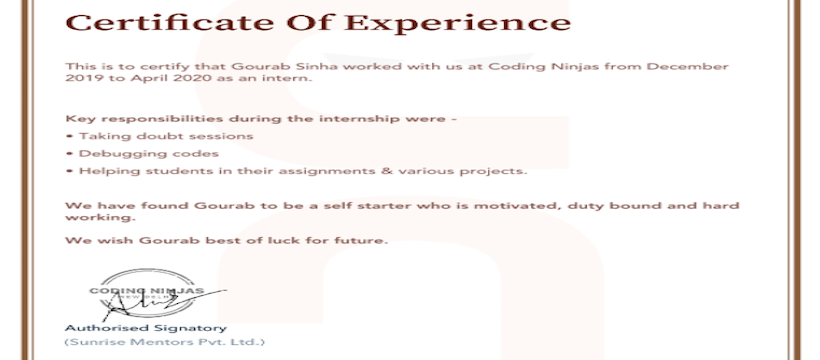 Certificate Of Experience
This is to certify that Gourab Sinha worked with us at Coding Ninjas from December
2019 to April 2020 as an intern.
Key responsibilities during the internship were -
• Taking doubt sessions
• Debugging codes
• Helping students in their assignments & various projects.
We have found Gourab to be a self starter who is motivated, duty bound and hard
working.
We wish Gourab best of luck for future.
CODING NINJAS
NEW DELHI
Authorised Signatory
(Sunrise Mentors Pvt. Ltd.)